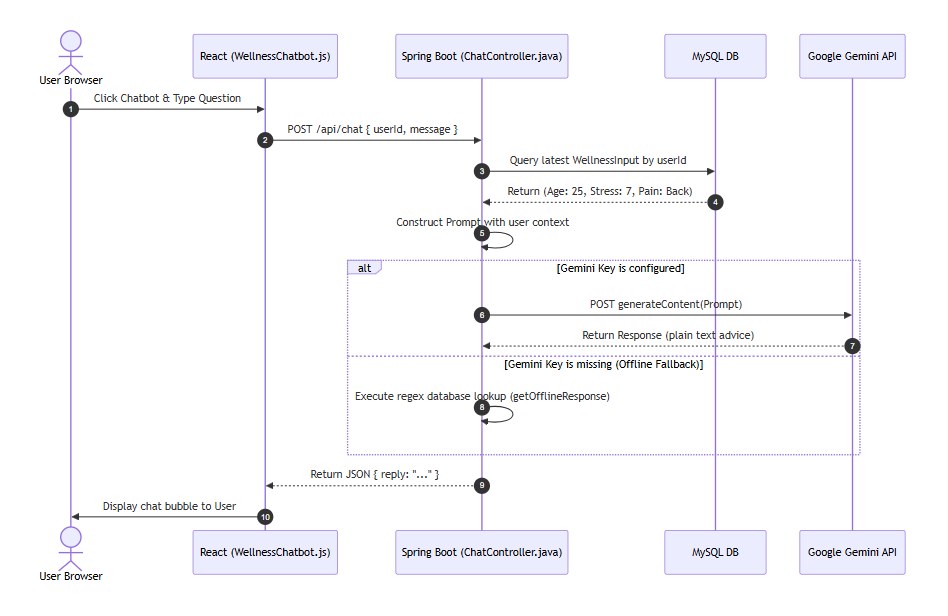 User Browser
React (WellnessChatbot.js)
Spring Boot (ChatController.java)
MySQL DB
Google Gemini API
Click Chatbot & Type Question
1
POST /api/chat { userId, message }
2
Query latest WellnessInput by userId
3
Return (Age: 25, Stress: 7, Pain: Back)
4
Construct Prompt with user context
5
alt
[Gemini Key is configured]
POST generateContent(Prompt)
6
Return Response (plain text advice)
7
[Gemini Key is missing (Offline Fallback)]
Execute regex database lookup (getOfflineResponse)
8
Return JSON { reply: "..." }
9
Display chat bubble to User
10
User Browser
React (WellnessChatbot.js)
Spring Boot (ChatController.java)
MySQL DB
Google Gemini API